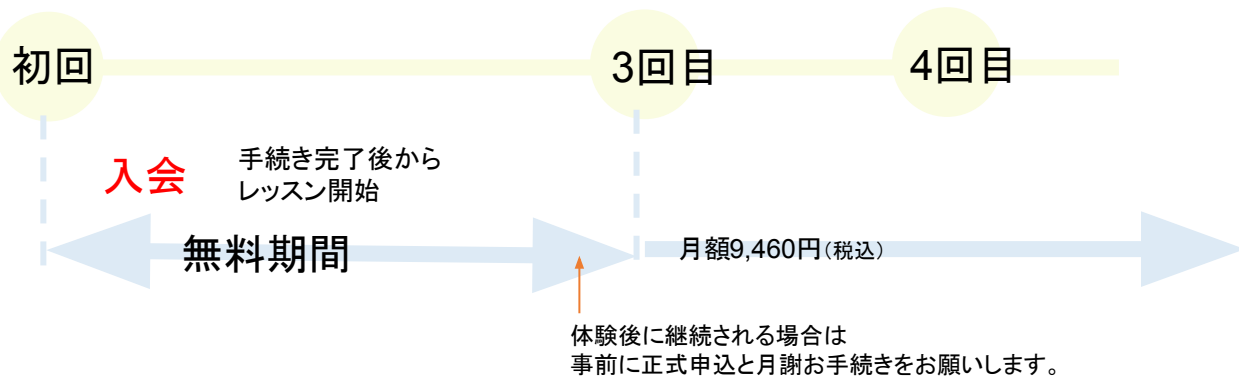 初回
3回目
4回目
入会
手続き完了後から
レッスン開始
無料期間
月額9,460円(税込)
体験後に継続される場合は
事前に正式申込と月謝お手続きをお願いします。